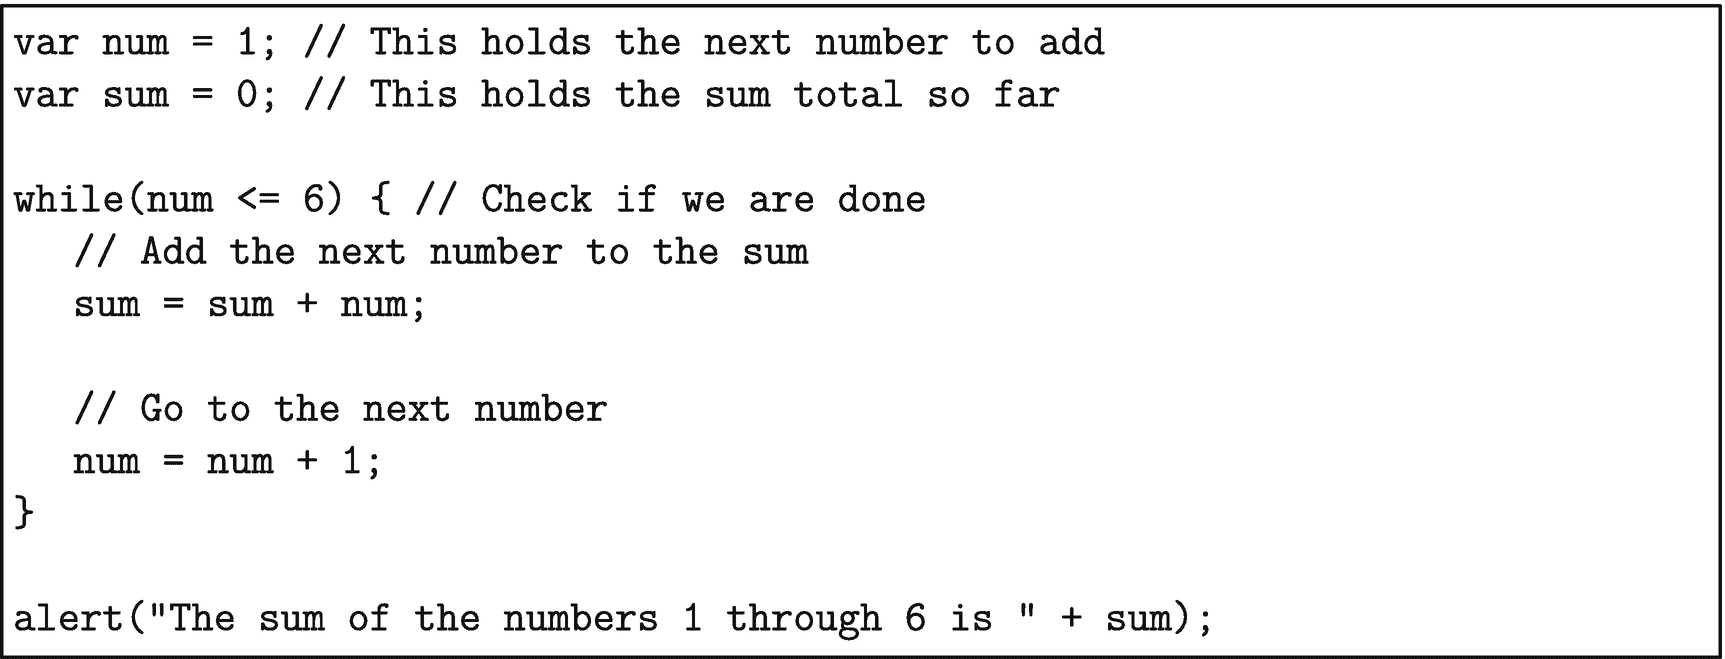 var num = 1; // This holds the next number to add
var sum = 0; // This holds the sum total so far
while(num <= 6) { // Check if we are done
   // Add the next number to the sum
   sum = sum + num;
   // Go to the next number
   num = num + 1;
}
alert("The sum of the numbers 1 through 6 is " + sum);